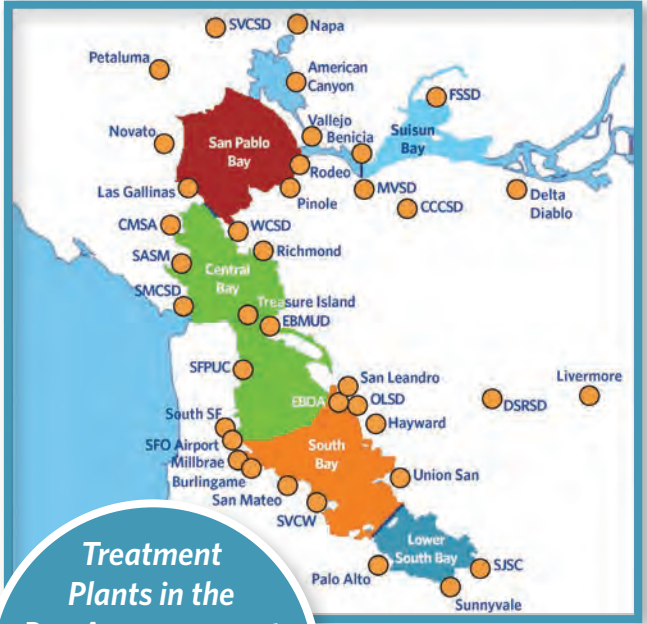 SVCSD
Napa
Petaluma
American
Canyon
FSSD
Vallejo
Novato
Benicia
Suisun
Bay
San Pablo
Bay
Rodeo
Las Gallinas
Pinole
MVSD
CCCSD
Delta
Diablo
CMSA
WCSD
Richmond
SASM
Central
Bay
SMCSD
Treasure Island
EBMUD
SFPUC
San Leandro
Livermore
EBDA
OLSD
DSRSD
South SF
Hayward
SFO Airport
South
Bay
Millbrae
Burlingame
Union San
San Mateo
SVCW
Lower
South Bay
Palo Alto
SJSC
Sunnyvale
Treatment
Plants in the